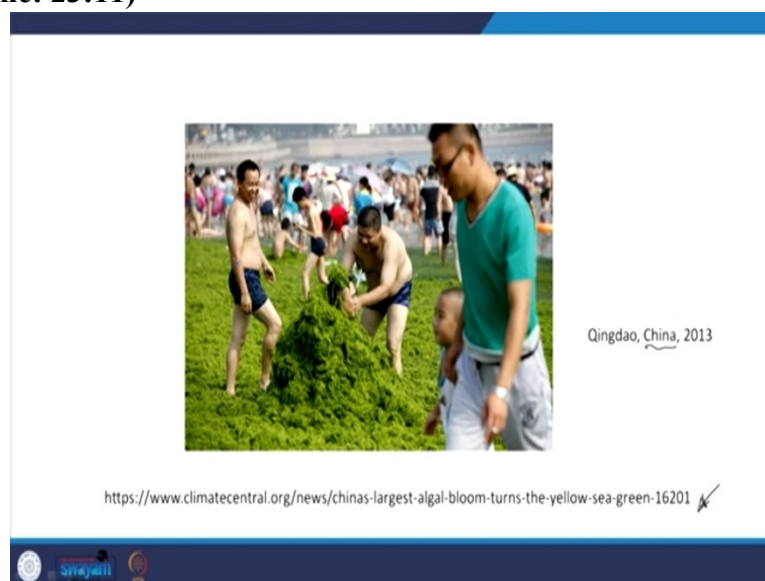 Qingdao, China, 2013
https://www.climatecentral.org/news/chinas-largest-algal-bloom-turns-the-yellow-sea-green-16201
swayam